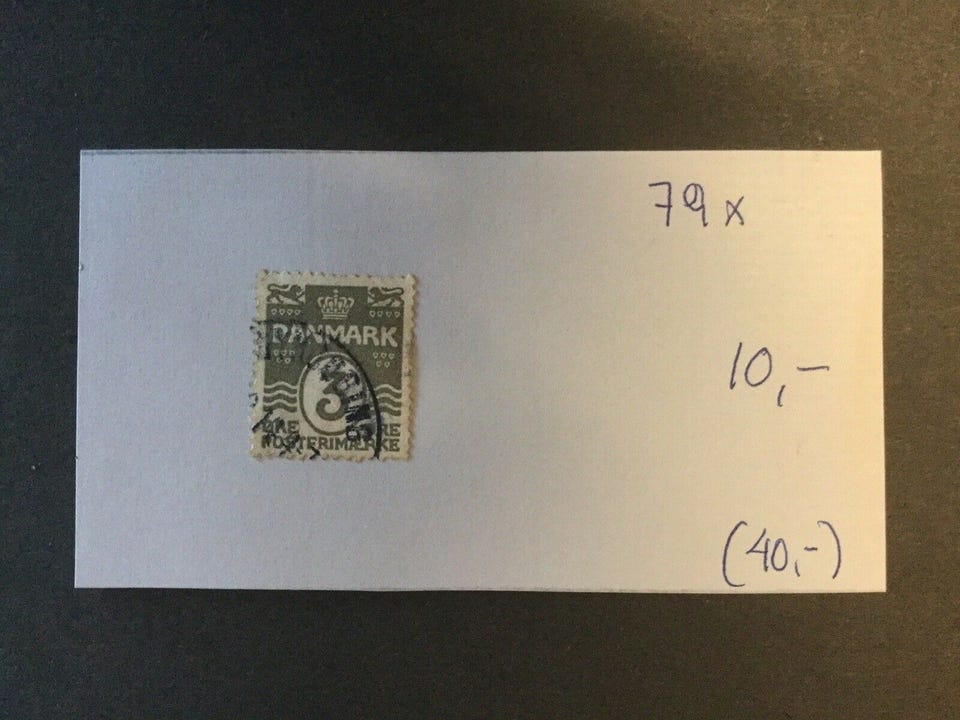 79x
DANMARK
10,-
3
ØRE ØRE
POSTFRIMÆRKE
(40,-)